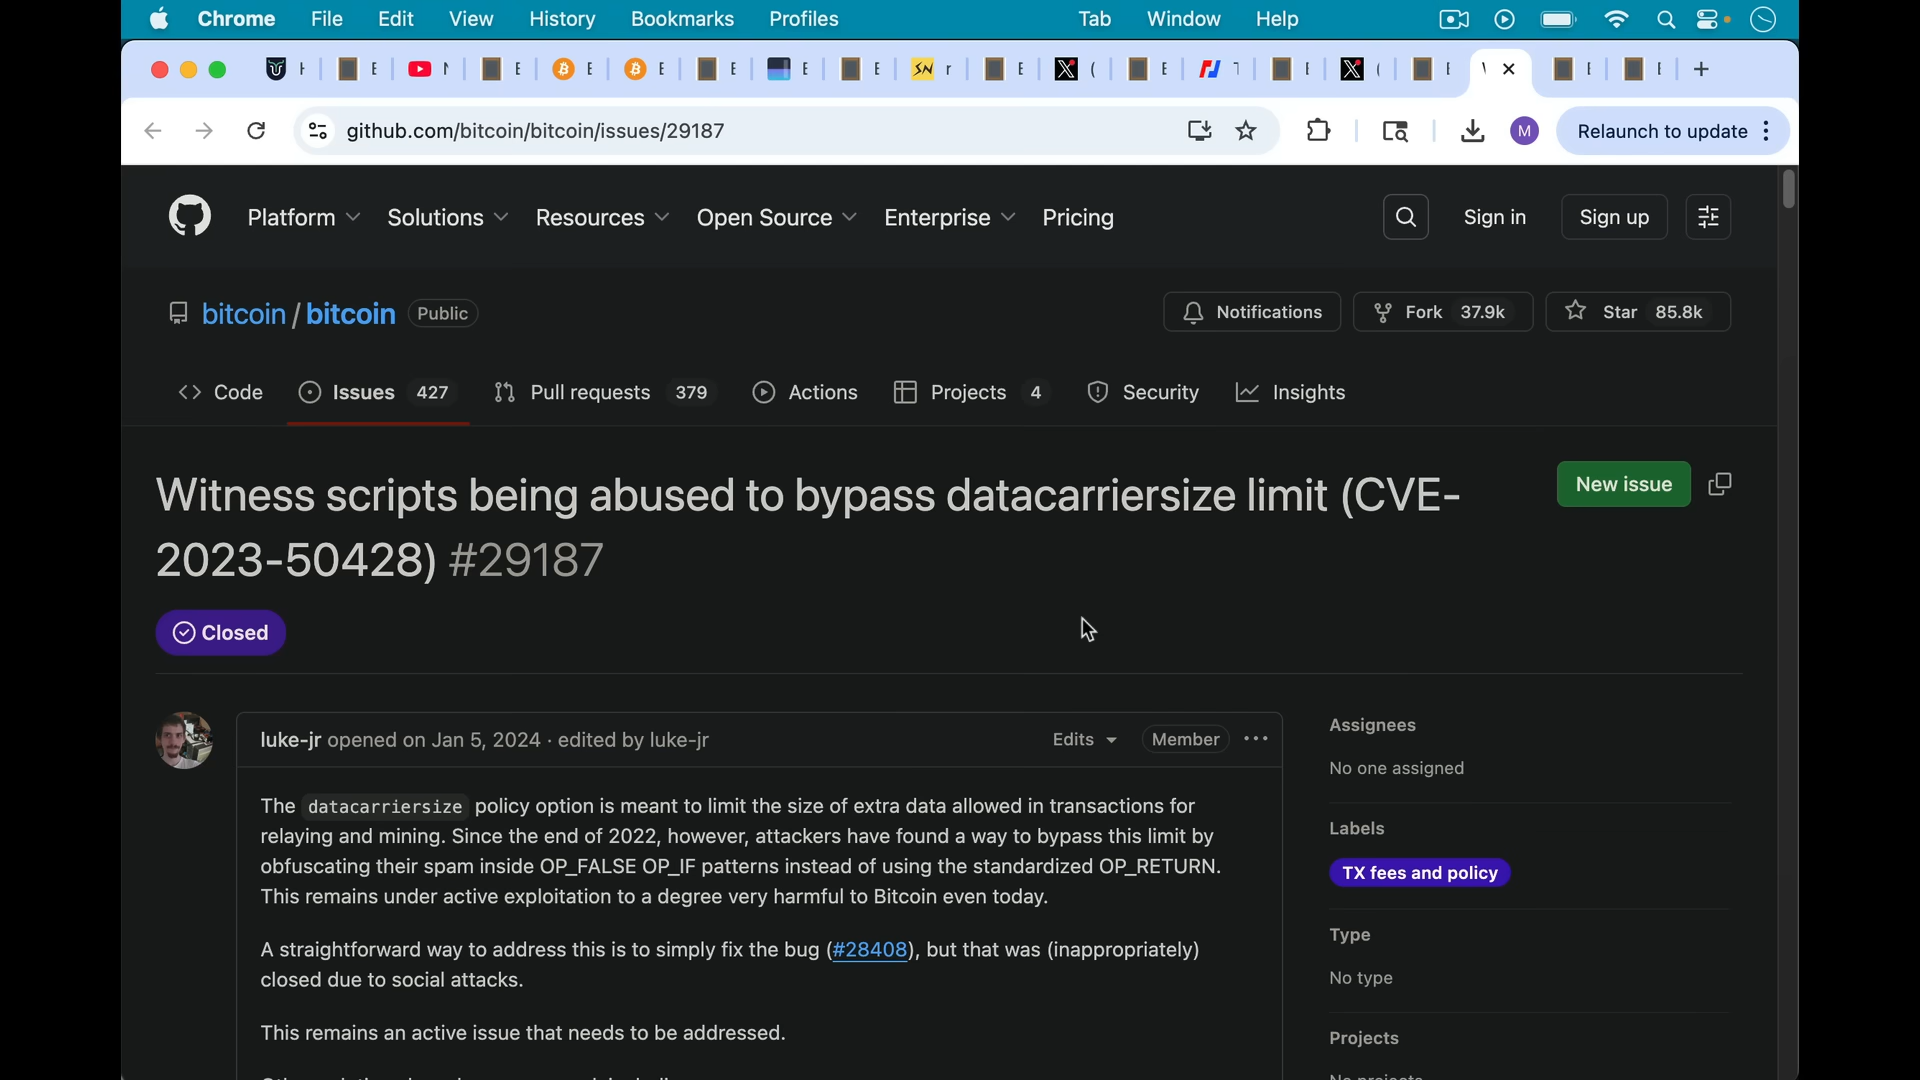 Chrome File Edit View History Bookmarks Profiles Tab Window Help
github.com/bitcoin/bitcoin/issues/29187
Relaunch to update
M
Platform Solutions Resources Open Source Enterprise Pricing Sign in Sign up
bitcoin / bitcoin Public Notifications Fork 37.9k Star 85.8k
Code Issues 427 Pull requests 379 Actions Projects 4 Security Insights
Witness scripts being abused to bypass datacarriersize limit (CVE-
2023-50428) #29187
New issue
Closed
luke-jr opened on Jan 5, 2024 · edited by luke-jr Edits Member ···
The datacarriersize policy option is meant to limit the size of extra data allowed in transactions for
relaying and mining. Since the end of 2022, however, attackers have found a way to bypass this limit by
obfuscating their spam inside OP_FALSE OP_IF patterns instead of using the standardized OP_RETURN.
This remains under active exploitation to a degree very harmful to Bitcoin even today.
A straightforward way to address this is to simply fix the bug (#28408), but that was (inappropriately)
closed due to social attacks.
This remains an active issue that needs to be addressed.
Assignees
No one assigned
Labels
TX fees and policy
Type
No type
Projects